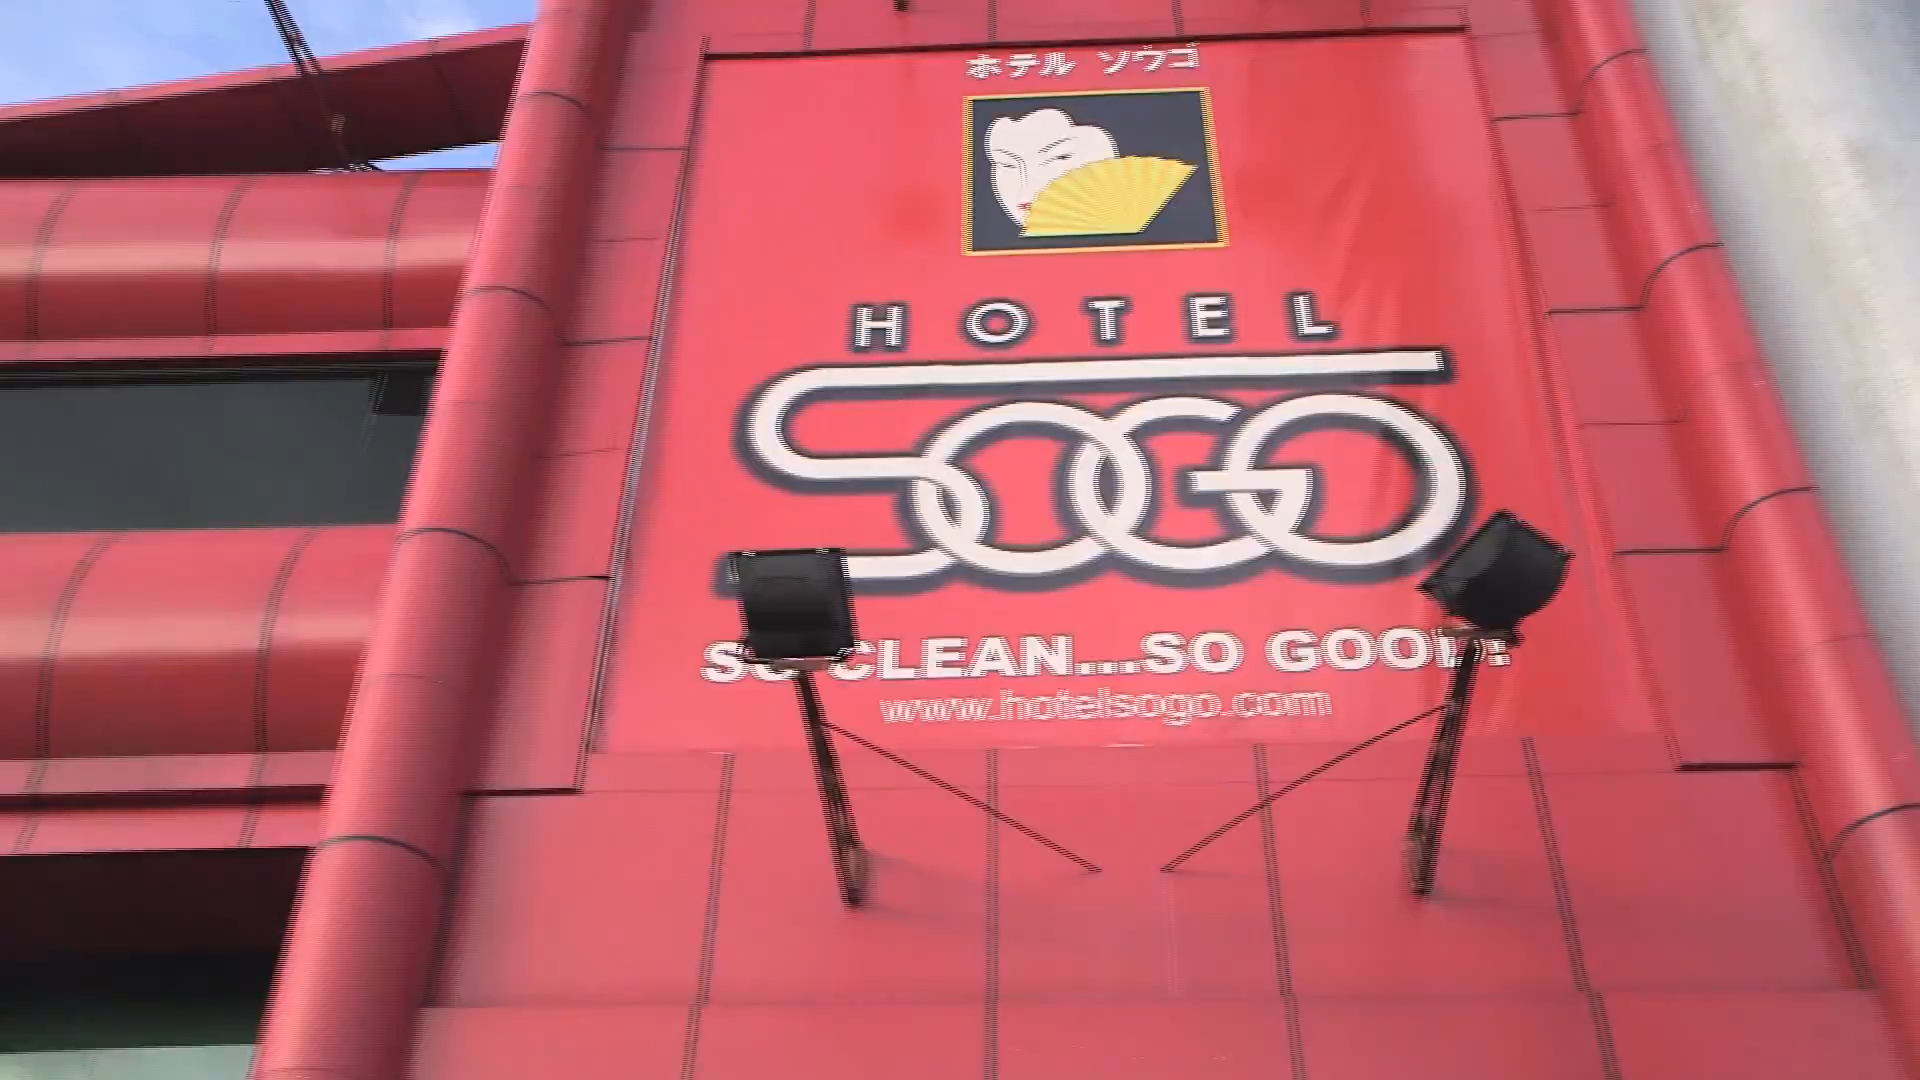 ホテル ソウゴ
HOTEL
SOGO
SO CLEAN...SO GOOD!
www.hotelsogo.com